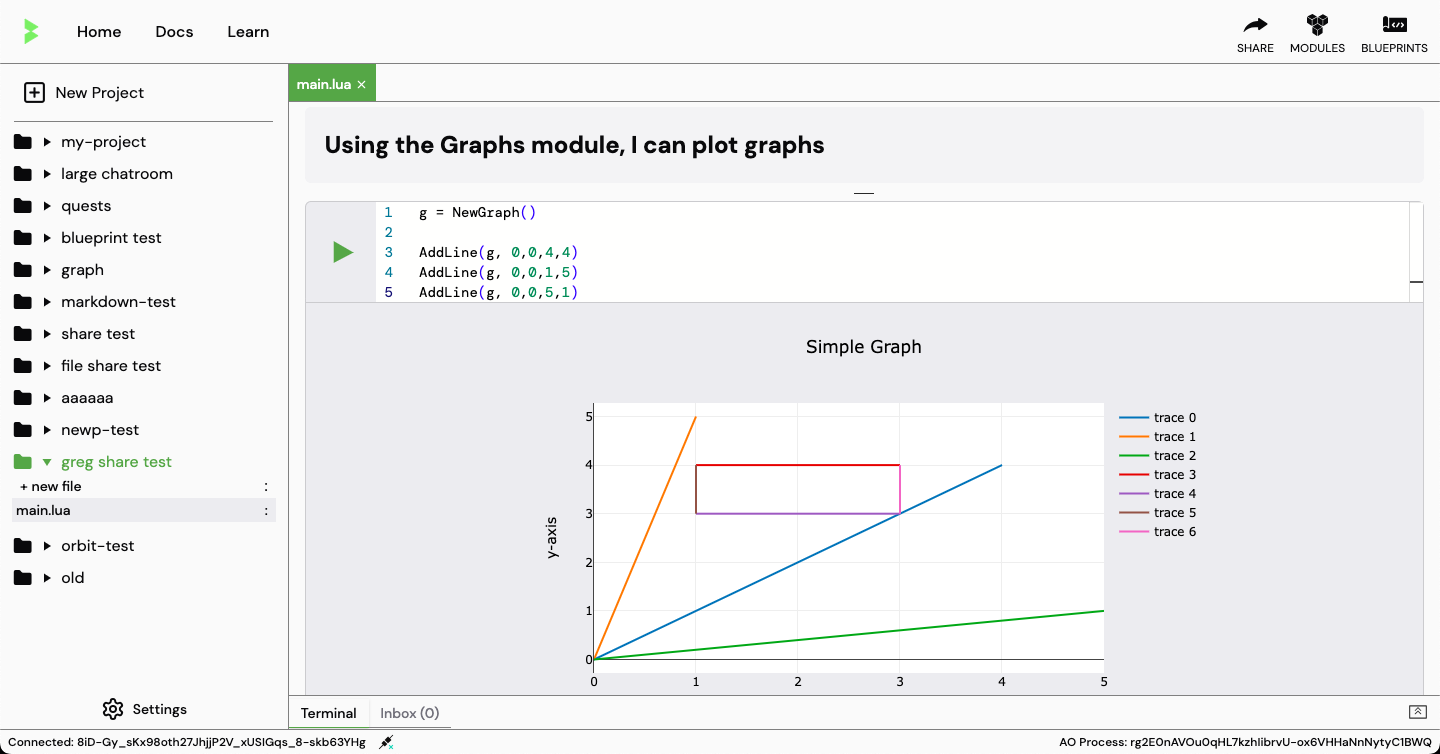 Home Docs Learn
SHARE MODULES BLUEPRINTS
New Project
my-project
large chatroom
quests
blueprint test
graph
markdown-test
share test
file share test
aaaaaa
newp-test
greg share test
+ new file :
main.lua :
orbit-test
old
Settings
main.lua ×
Using the Graphs module, I can plot graphs
1 g = NewGraph()
2
3 AddLine(g, 0,0,4,4)
4 AddLine(g, 0,0,1,5)
5 AddLine(g, 0,0,5,1)
Simple Graph
y-axis
5
4
3
2
1
0
0 1 2 3 4 5
trace 0
trace 1
trace 2
trace 3
trace 4
trace 5
trace 6
Terminal Inbox (0)
Connected: 8iD-Gy_sKx98oth27JhjjP2V_xUSIGqs_8-skb63YHg
AO Process: rg2E0nAVOu0qHL7kzhIibrvU-ox6VHHaNnNytyC1BWQ